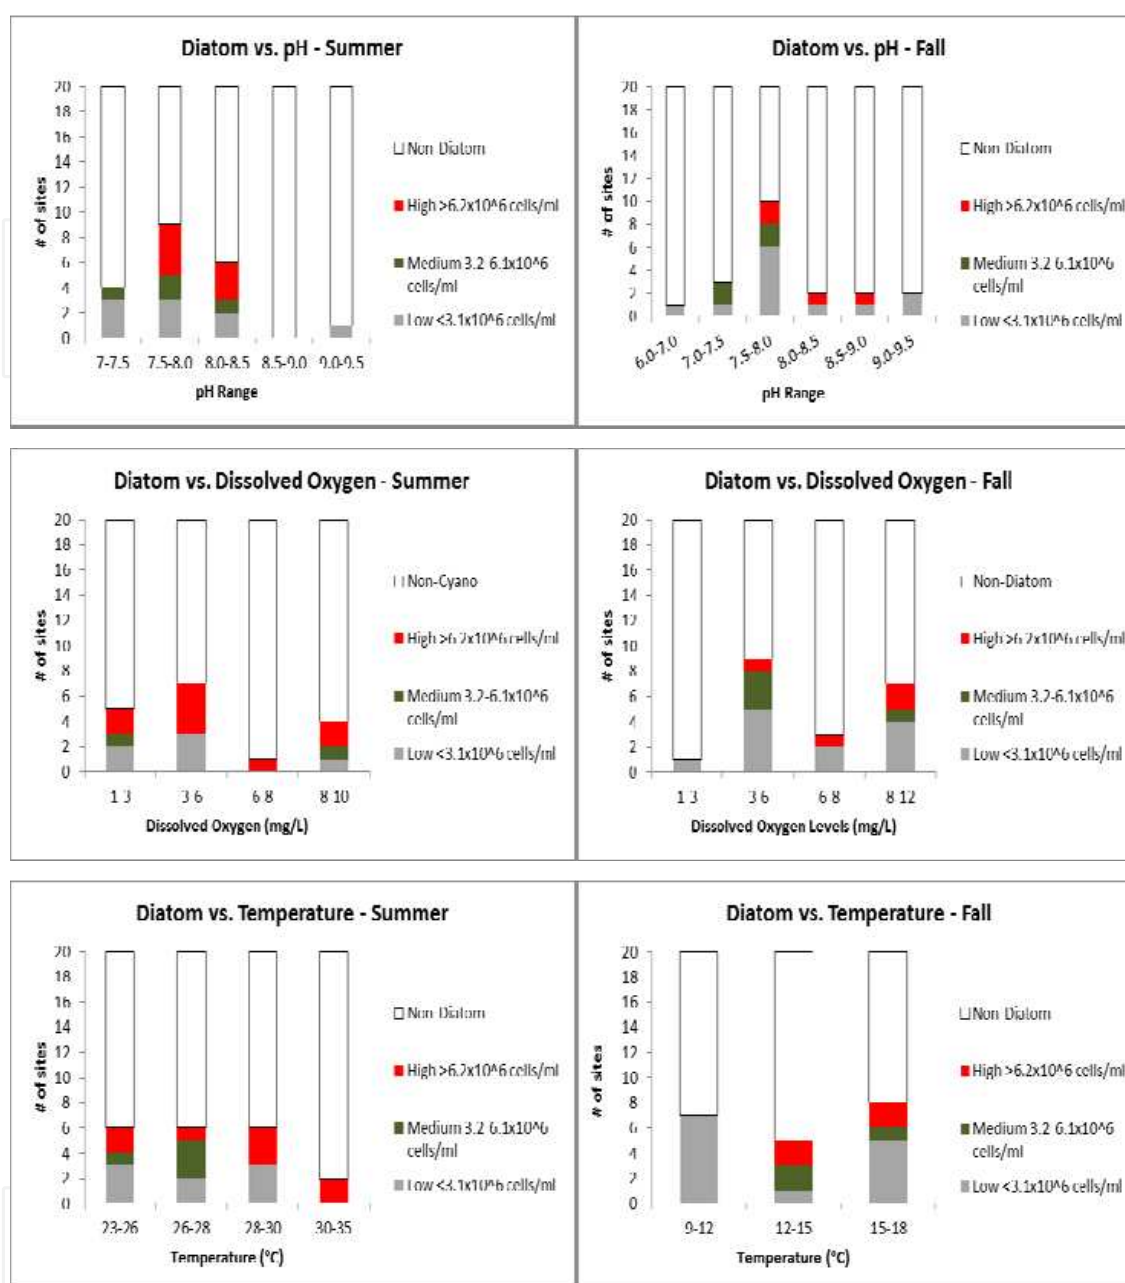 Diatom vs. pH - Summer
20
18
16
14
12
10
8
6
4
2
0
# of sites
7-7.5 7.5-8.0 8.0-8.5 8.5-9.0 9.0-9.5
pH Range
Non Diatom
High >6.2x10^6 cells/ml
Medium 3.2 6.1x10^6
cells/ml
Low <3.1x10^6 cells/ml
Diatom vs. pH - Fall
20
18
16
14
12
10
8
6
4
2
0
# of sites
6.0-7.0 7.0-7.5 7.5-8.0 8.0-8.5 8.5-9.0 9.0-9.5
pH Range
Non Diatom
High >6.2x10^6 cells/ml
Medium 3.2 6.1x10^6
cells/ml
Low <3.1x10^6 cells/ml
Diatom vs. Dissolved Oxygen - Summer
20
18
16
14
12
10
8
6
4
2
0
# of sites
1 3 3 6 6 8 8 10
Dissolved Oxygen (mg/L)
Non-Cyano
High >6.2x10^6 cells/ml
Medium 3.2-6.1x10^6
cells/ml
Low <3.1x10^6 cells/ml
Diatom vs. Dissolved Oxygen - Fall
20
18
16
14
12
10
8
6
4
2
0
# of sites
1 3 3 6 6 8 8 12
Dissolved Oxygen Levels (mg/L)
Non-Diatom
High >6.2x10^6 cells/ml
Medium 3.2-6.1x10^6
cells/ml
Low <3.1x10^6 cells/ml
Diatom vs. Temperature - Summer
20
18
16
14
12
10
8
6
4
2
0
# of sites
23-26 26-28 28-30 30-35
Temperature (°C)
Non Diatom
High >6.2x10^6 cells/ml
Medium 3.2 6.1x10^6
cells/ml
Low <3.1x10^6 cells/ml
Diatom vs. Temperature - Fall
20
18
16
14
12
10
8
6
4
2
0
# of sites
9-12 12-15 15-18
Temperature (°C)
Non Diatom
High >6.2x10^6 cells/ml
Medium 3.2 6.1x10^6
cells/ml
Low <3.1x10^6 cells/ml